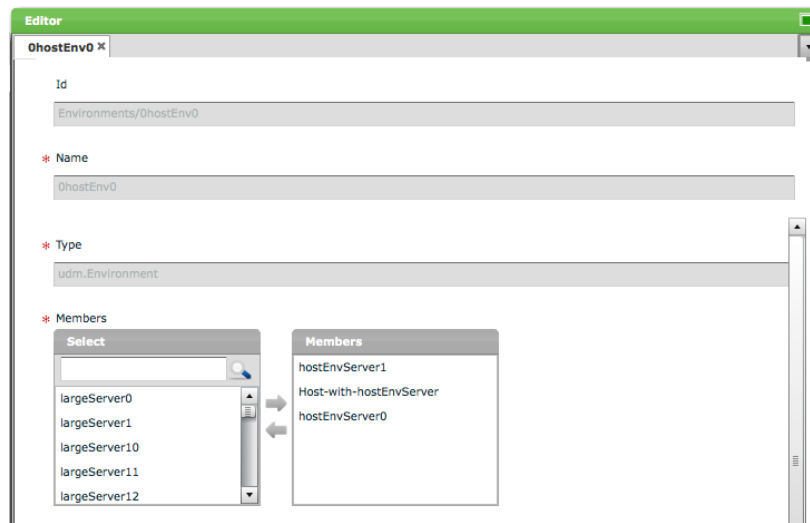 Editor
0hostEnv0
Id
Environments/0hostEnv0
* Name
0hostEnv0
* Type
udm.Environment
* Members
Select
Members
largeServer0
largeServer1
largeServer10
largeServer11
largeServer12
hostEnvServer1
Host-with-hostEnvServer
hostEnvServer0